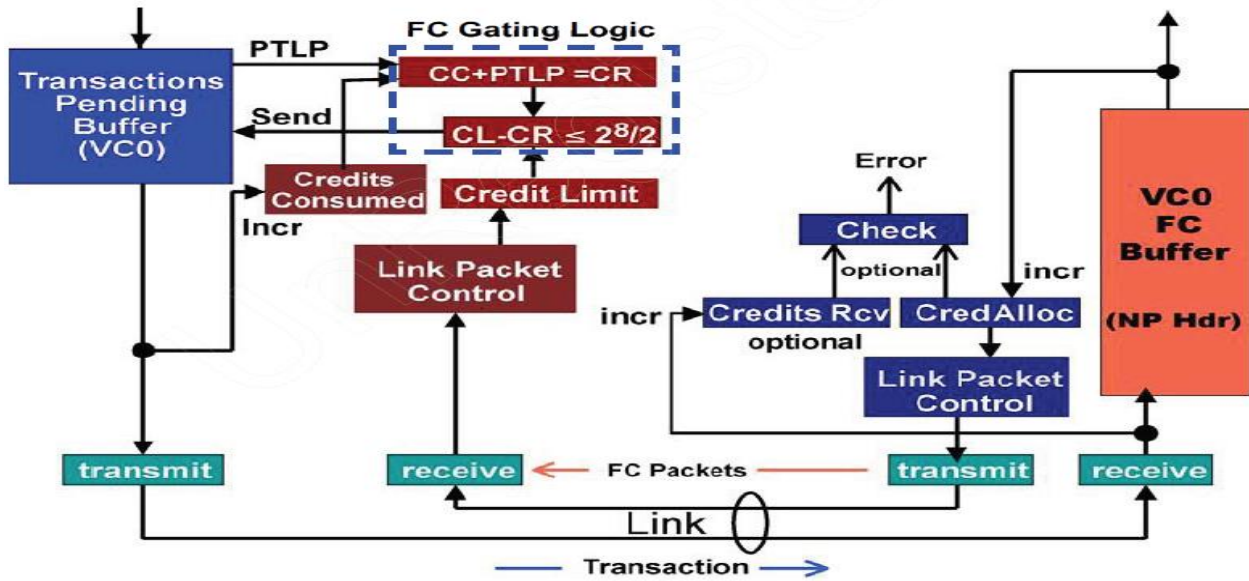 FC Gating Logic
PTLP
CC+PTLP =CR
Transactions
Pending
Buffer
(VC0)
Send
CL-CR ≤ 2⁸/2
Credits
Consumed
Credit Limit
Incr
Link Packet
Control
Error
Check
optional
incr
Credits Rcv
optional
incr
CredAlloc
Link Packet
Control
VC0
FC
Buffer
(NP Hdr)
transmit
receive
FC Packets
transmit
receive
Link
Transaction